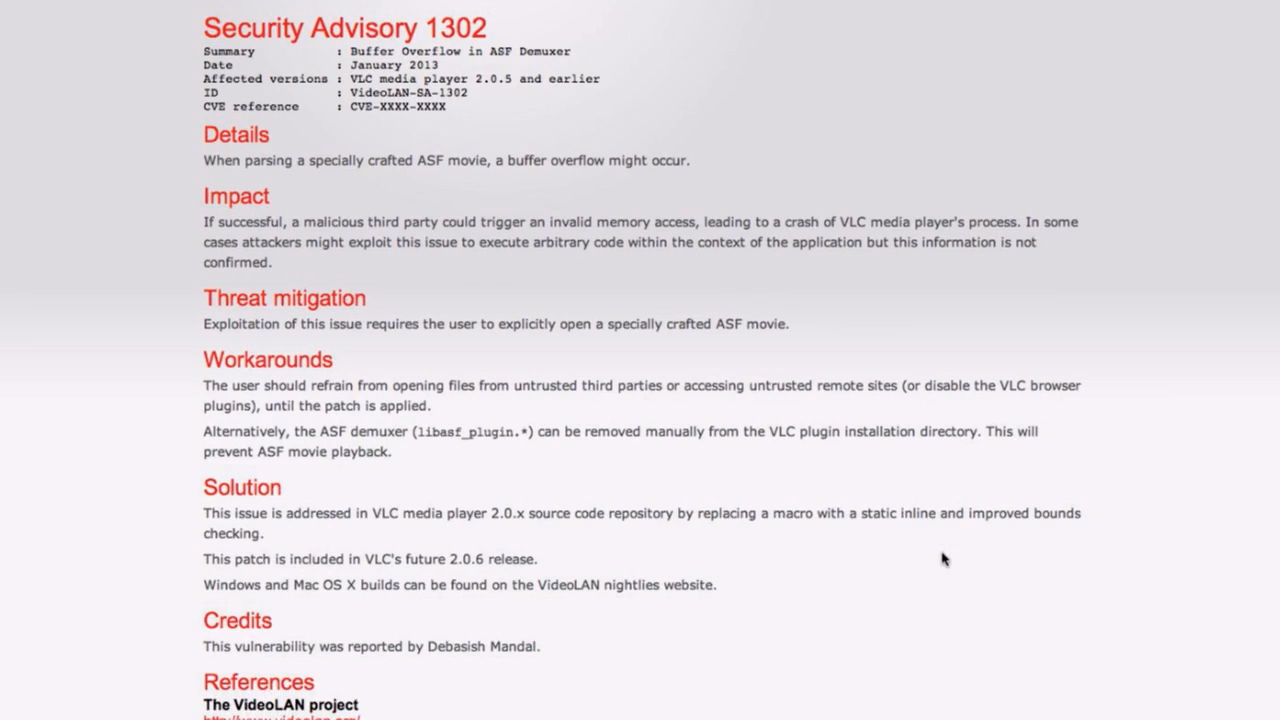 Security Advisory 1302
Summary : Buffer Overflow in ASF Demuxer
Date : January 2013
Affected versions : VLC media player 2.0.5 and earlier
ID : VideoLAN-SA-1302
CVE reference : CVE-XXXX-XXXX
Details
When parsing a specially crafted ASF movie, a buffer overflow might occur.
Impact
If successful, a malicious third party could trigger an invalid memory access, leading to a crash of VLC media player's process. In some
cases attackers might exploit this issue to execute arbitrary code within the context of the application but this information is not
confirmed.
Threat mitigation
Exploitation of this issue requires the user to explicitly open a specially crafted ASF movie.
Workarounds
The user should refrain from opening files from untrusted third parties or accessing untrusted remote sites (or disable the VLC browser
plugins), until the patch is applied.
Alternatively, the ASF demuxer (libasf_plugin.*) can be removed manually from the VLC plugin installation directory. This will
prevent ASF movie playback.
Solution
This issue is addressed in VLC media player 2.0.x source code repository by replacing a macro with a static inline and improved bounds
checking.
This patch is included in VLC's future 2.0.6 release.
Windows and Mac OS X builds can be found on the VideoLAN nightlies website.
Credits
This vulnerability was reported by Debasish Mandal.
References
The VideoLAN project
http://www.videolan.org/